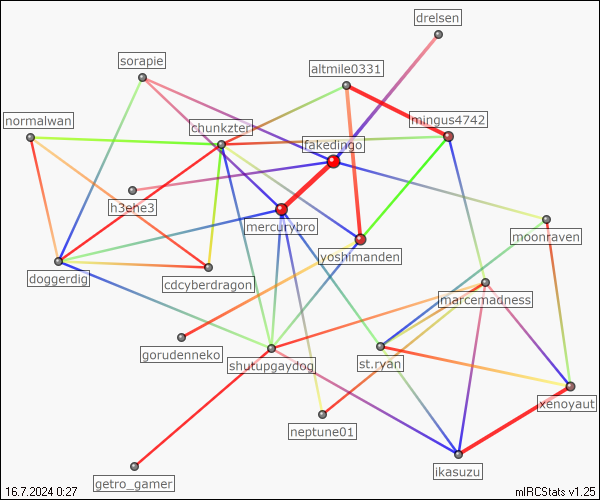 drelsen
sorapie
altmile0331
normalwan
chunkzter
mingus4742
fakedingo
h3ehe3
mercurybro
moonraven
yoshimanden
doggerdig
cdcyberdragon
marcemadness
gorudenneko
shutupgaydog
st.ryan
xenoyaut
neptune01
ikasuzu
getro_gamer
16.7.2024 0:27
mIRCStats v1.25